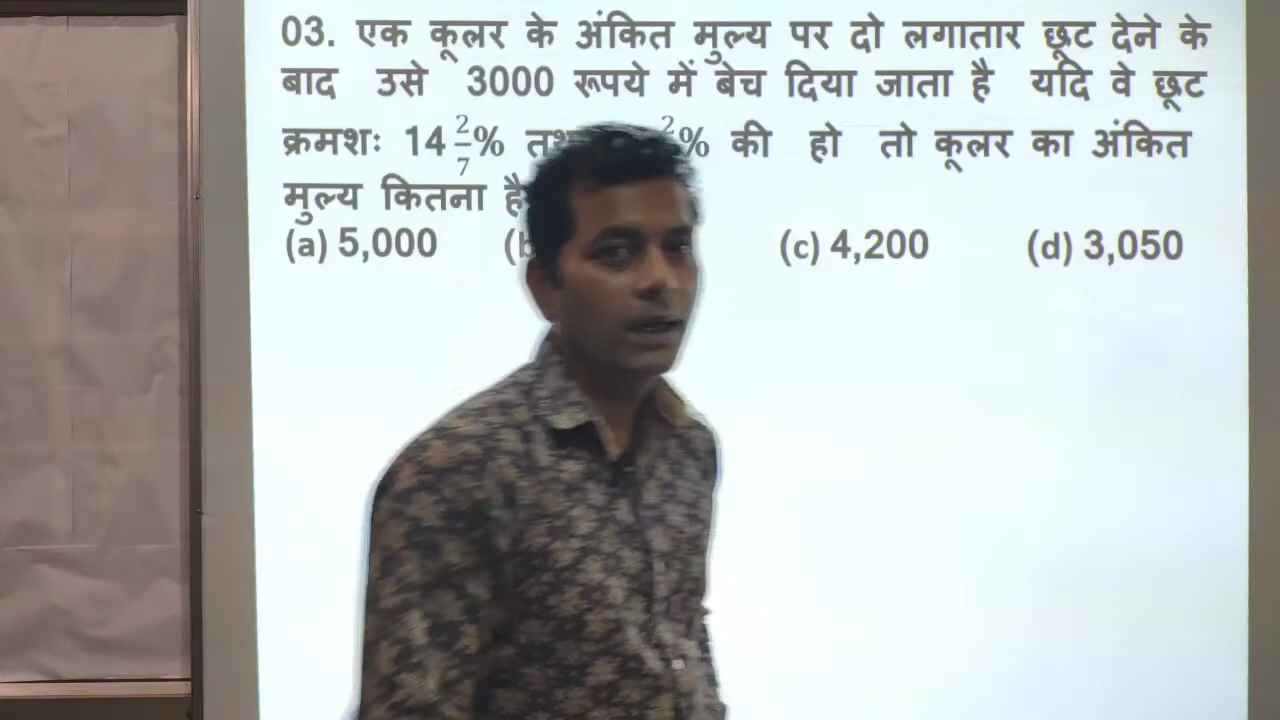 03. एक कूलर के अंकित मुल्य पर दो लगातार छूट देने के
बाद उसे 3000 रूपये में बेच दिया जाता है यदि वे छूट
क्रमशः 14 2/7% % की हो तो कूलर का अंकित
मुल्य कितना है
(a) 5,000 (c) 4,200 (d) 3,050